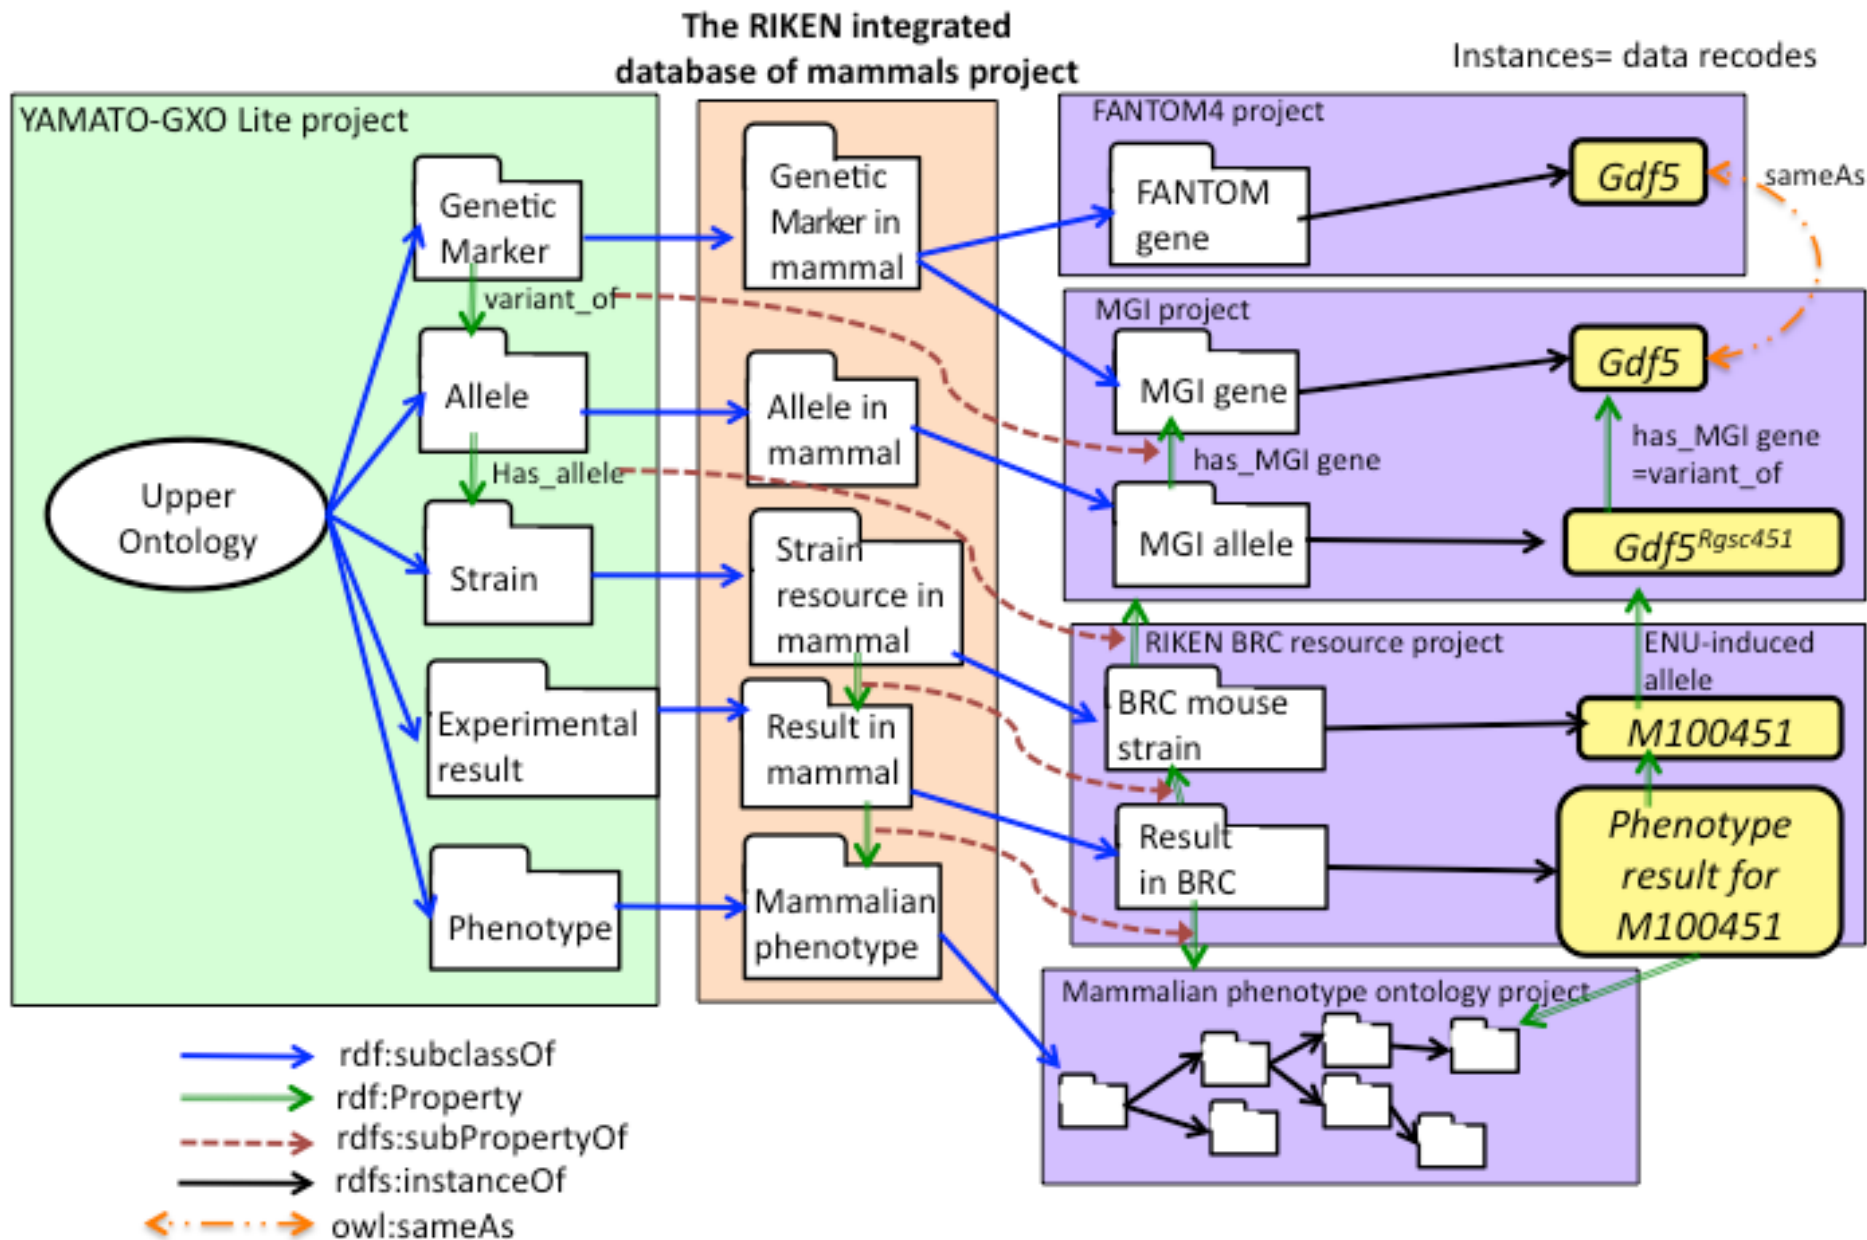 The RIKEN integrated
database of mammals project
Instances= data recodes
YAMATO-GXO Lite project
Genetic
Marker
variant_of
Allele
Has_allele
Upper
Ontology
Strain
Experimental
result
Phenotype
Genetic
Marker in
mammal
Allele in
mammal
Strain
resource in
mammal
Result in
mammal
Mammalian
phenotype
FANTOM4 project
FANTOM
gene
Gdf5
sameAs
MGI project
MGI gene
Gdf5
has_MGI gene
has_MGI gene
=variant_of
MGI allele
Gdf5Rgsc451
RIKEN BRC resource project
ENU-induced
allele
BRC mouse
strain
M100451
Result
in BRC
Phenotype
result for
M100451
Mammalian phenotype ontology project
rdf:subclassOf
rdf:Property
rdfs:subPropertyOf
rdfs:instanceOf
owl:sameAs